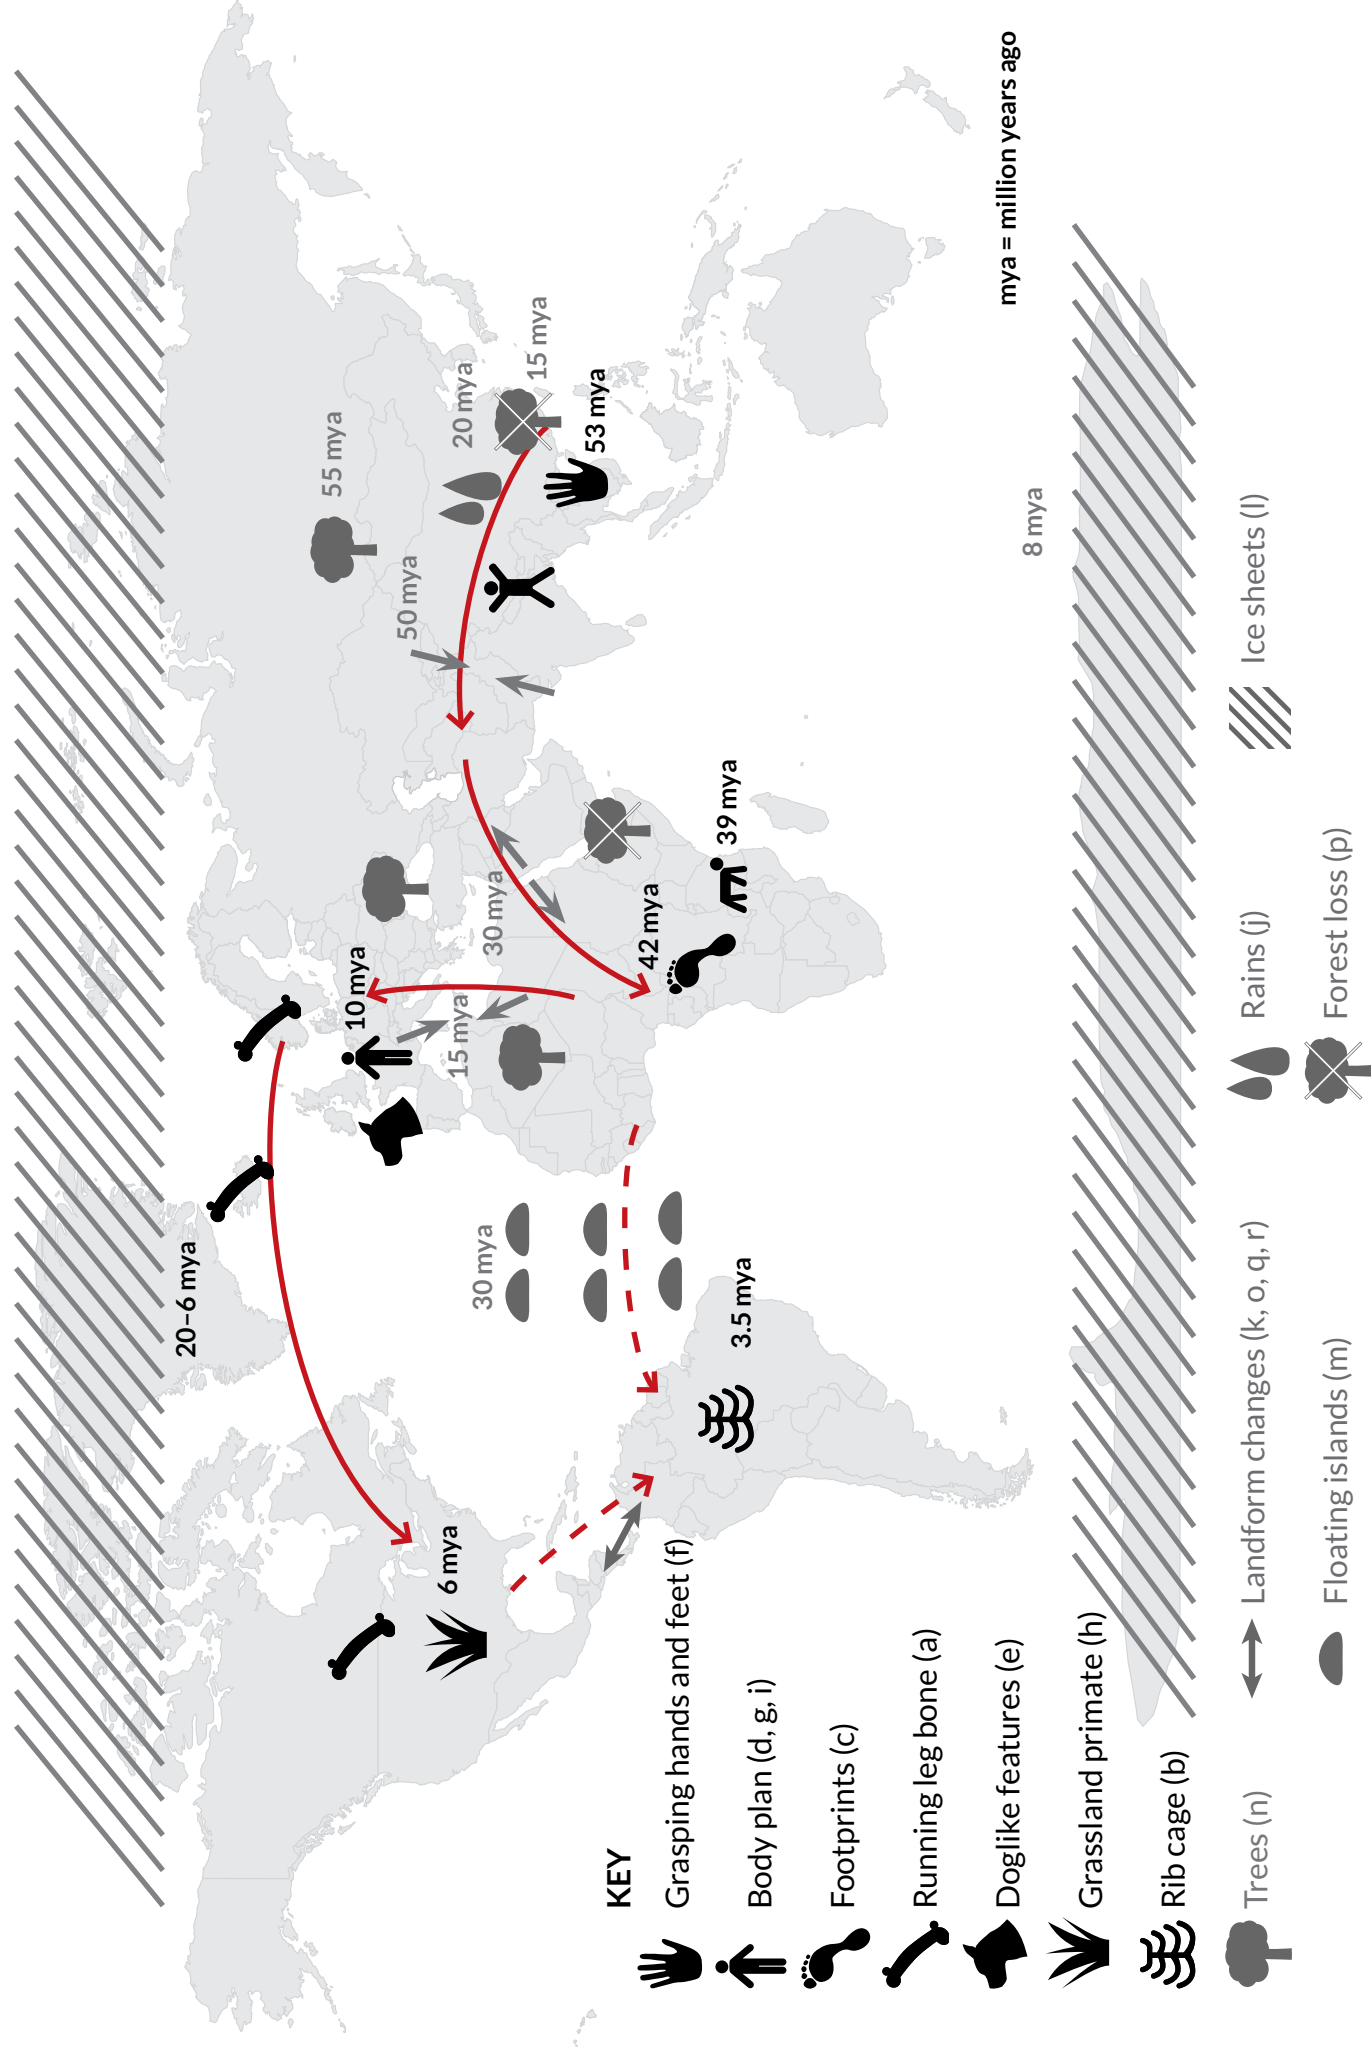 55 mya
20 mya
15 mya
50 mya
53 mya
10 mya
15 mya
30 mya
42 mya
39 mya
20–6 mya
30 mya
6 mya
3.5 mya
8 mya
mya = million years ago
KEY
Grasping hands and feet (f)
Body plan (d, g, i)
Footprints (c)
Running leg bone (a)
Doglike features (e)
Grassland primate (h)
Rib cage (b)
Trees (n)
Landform changes (k, o, q, r)
Rains (j)
Ice sheets (l)
Floating islands (m)
Forest loss (p)